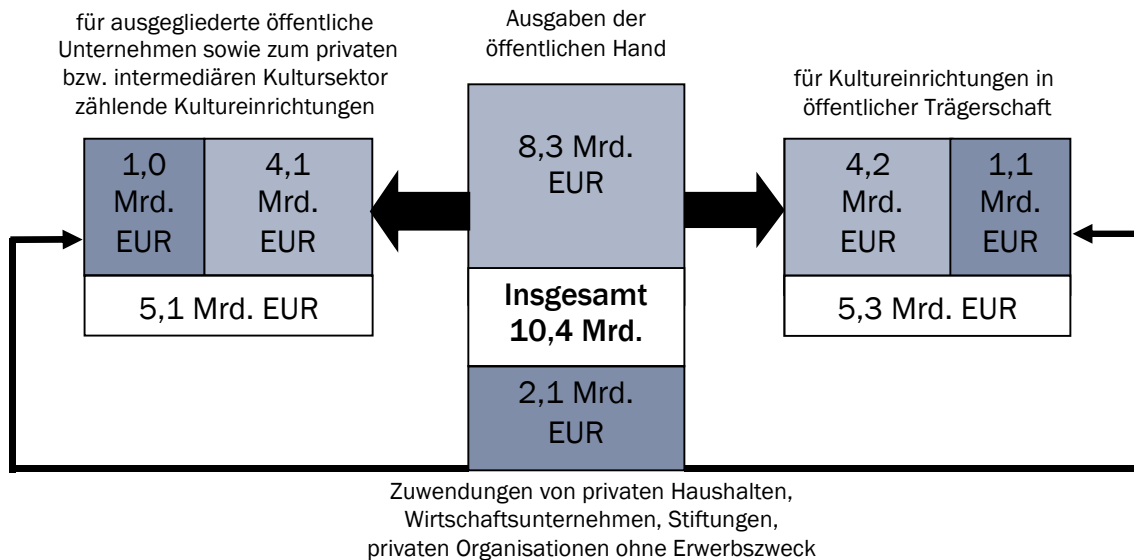 für ausgegliederte öffentliche
Unternehmen sowie zum privaten
bzw. intermediären Kultursektor
zählende Kultureinrichtungen
1,0
Mrd.
EUR
4,1
Mrd.
EUR
5,1 Mrd. EUR
Ausgaben der
öffentlichen Hand
8,3 Mrd.
EUR
Insgesamt
10,4 Mrd.
2,1 Mrd.
EUR
für Kultureinrichtungen in
öffentlicher Trägerschaft
4,2
Mrd.
EUR
1,1
Mrd.
EUR
5,3 Mrd. EUR
Zuwendungen von privaten Haushalten,
Wirtschaftsunternehmen, Stiftungen,
privaten Organisationen ohne Erwerbszweck